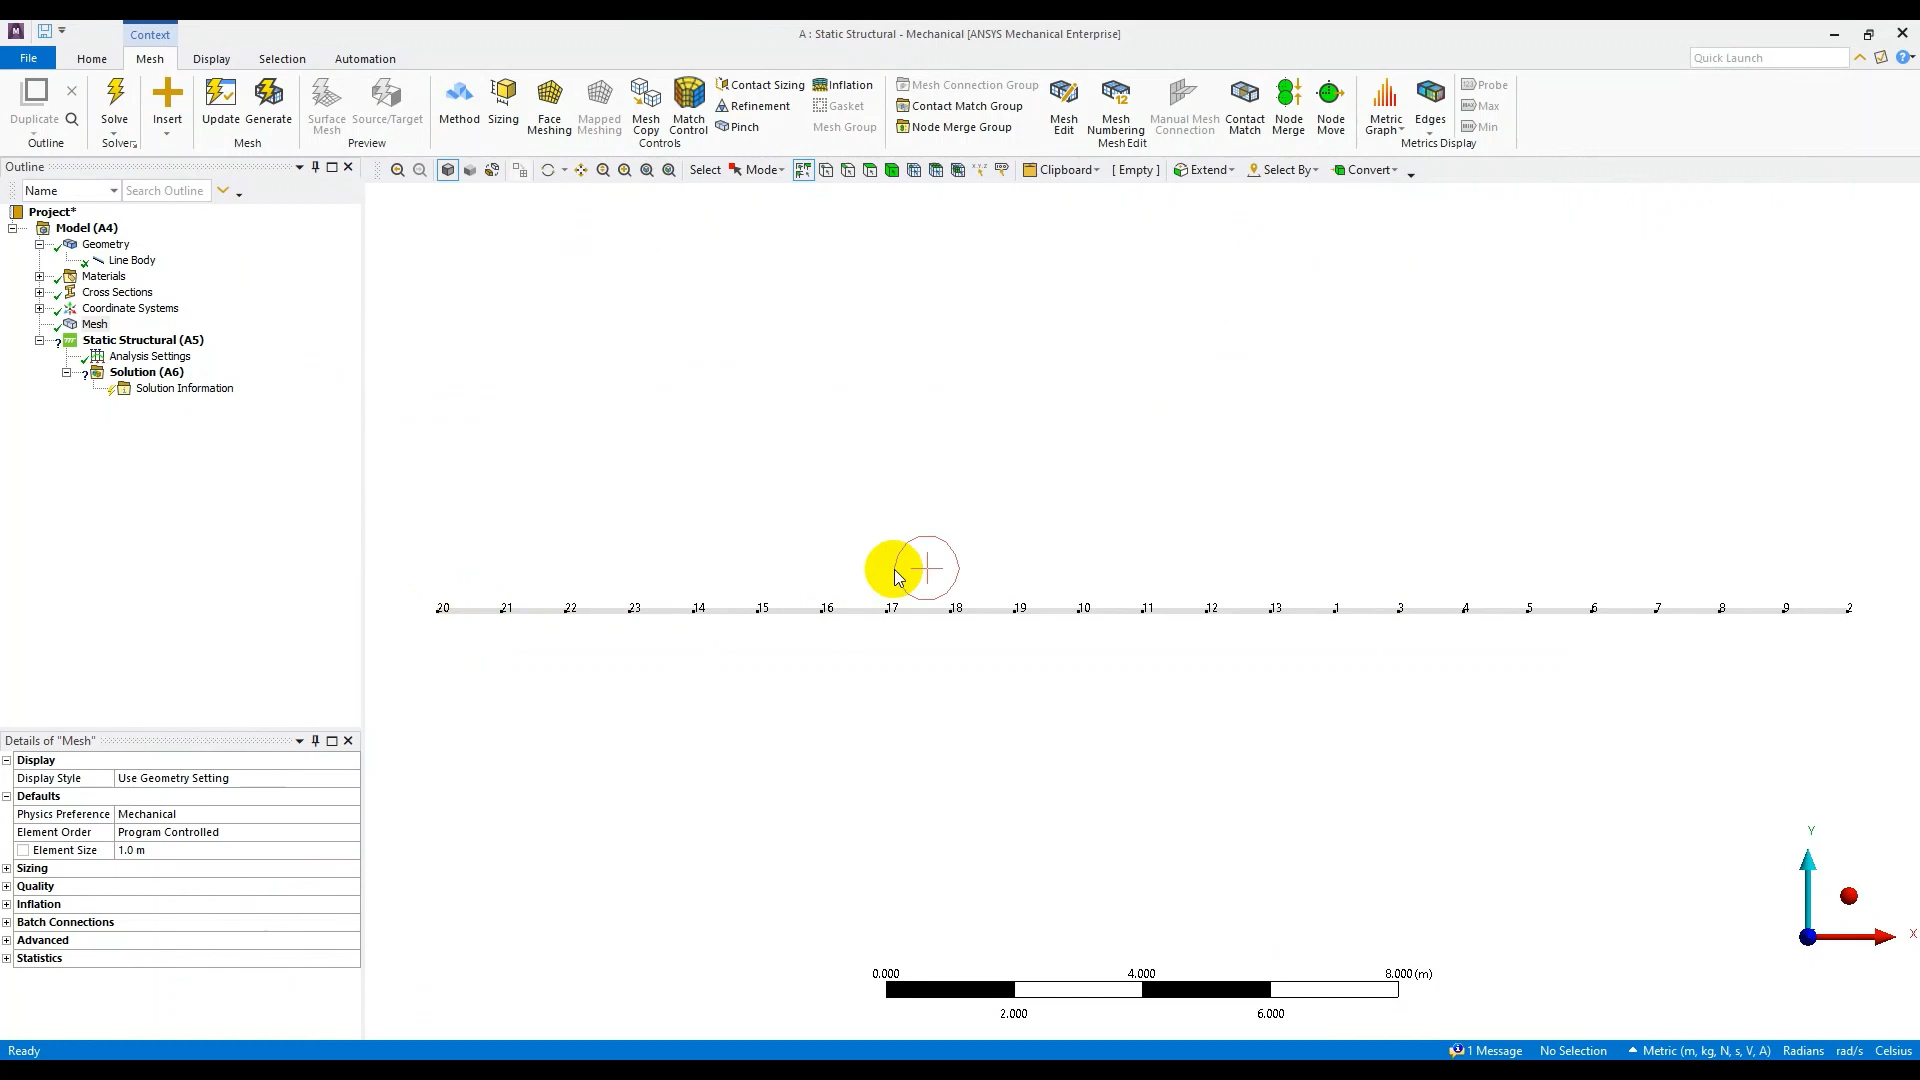 Context
A : Static Structural - Mechanical [ANSYS Mechanical Enterprise]
File Home Mesh Display Selection Automation
Quick Launch
Duplicate
Outline
Solve
Solver
Insert
Update Generate
Mesh
Surface Mesh
Source/Target
Preview
Method
Sizing
Face Meshing
Mapped Meshing
Mesh Copy
Match Control
Contact Sizing
Refinement
Pinch
Inflation
Gasket
Mesh Group
Controls
Mesh Connection Group
Contact Match Group
Node Merge Group
Mesh Edit
Mesh Numbering
Manual Mesh Connection
Contact Match
Node Merge
Node Move
Mesh Edit
Metric Graph
Edges
Probe
Max
Min
Metrics Display
Outline
Name Search Outline
Select Mode Clipboard [ Empty ] Extend Select By Convert
Project*
Model (A4)
Geometry
Line Body
Materials
Cross Sections
Coordinate Systems
Mesh
Static Structural (A5)
Analysis Settings
Solution (A6)
Solution Information
20 21 22 23 14 15 16 17 18 19 10 11 12 13 1 3 4 5 6 7 8 9 2
Details of "Mesh"
Display
Display Style Use Geometry Setting
Defaults
Physics Preference Mechanical
Element Order Program Controlled
Element Size 1.0 m
Sizing
Quality
Inflation
Batch Connections
Advanced
Statistics
Y
X
0.000 4.000 8.000 (m)
2.000 6.000
Ready
1 Message No Selection Metric (m, kg, N, s, V, A) Radians rad/s Celsius